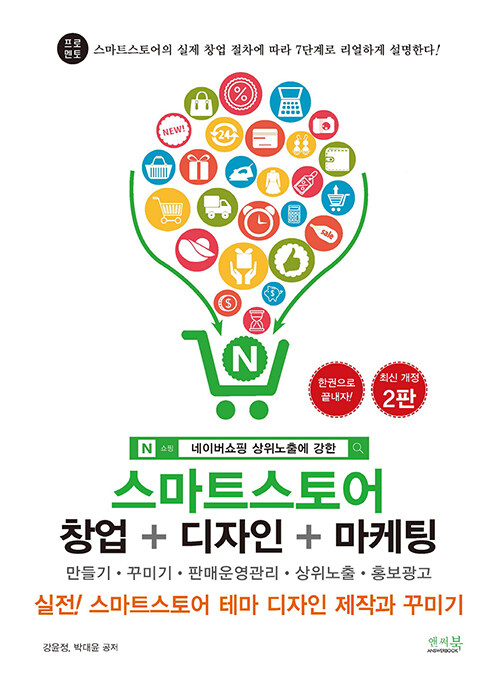 프로
멘토
스마트스토어의 실제 창업 절차에 따라 7단계로 리얼하게 설명한다!
%
NEW!
24
sale
$
N
한권으로
끝내자!
최신 개정
2판
N 쇼핑 네이버쇼핑 상위노출에 강한
스마트스토어
창업 + 디자인 + 마케팅
만들기 • 꾸미기 • 판매운영관리 • 상위노출 • 홍보광고
실전! 스마트스토어 테마 디자인 제작과 꾸미기
강윤정, 박대윤 공저
앤써북
ANSWERBOOK